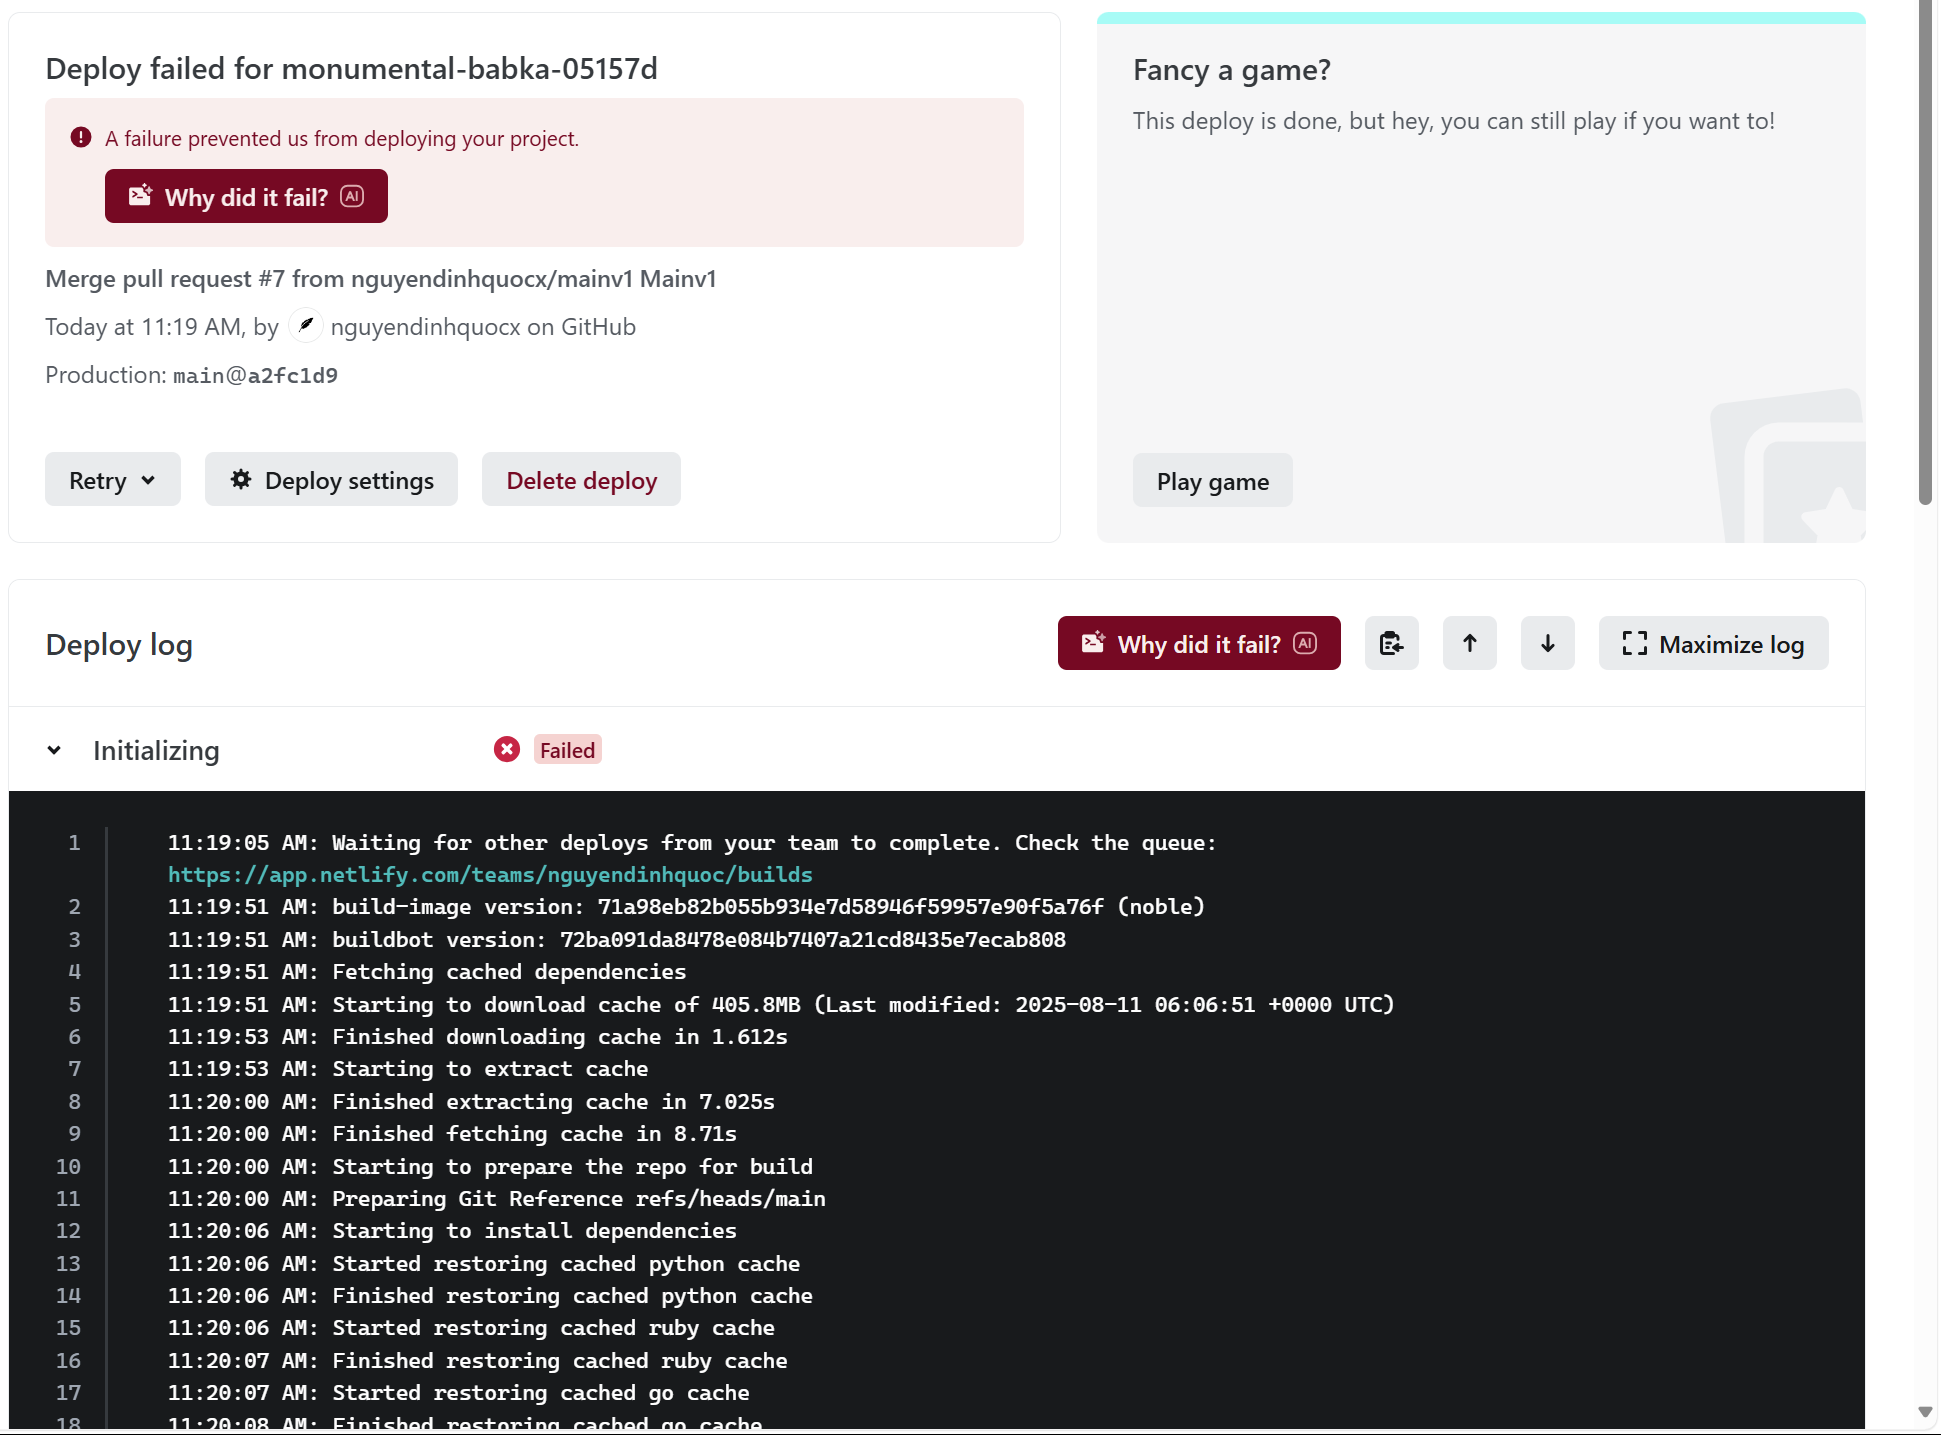 Deploy failed for monumental-babka-05157d
A failure prevented us from deploying your project.
Why did it fail? AI
Merge pull request #7 from nguyendinhquocx/mainv1 Mainv1
Today at 11:19 AM, by nguyendinhquocx on GitHub
Production: main@a2fc1d9
Retry
Deploy settings
Delete deploy
Fancy a game?
This deploy is done, but hey, you can still play if you want to!
Play game
Deploy log
Why did it fail? AI
Maximize log
Initializing
Failed
1 11:19:05 AM: Waiting for other deploys from your team to complete. Check the queue:
https://app.netlify.com/teams/nguyendinhquoc/builds
2 11:19:51 AM: build-image version: 71a98eb82b055b934e7d58946f59957e90f5a76f (noble)
3 11:19:51 AM: buildbot version: 72ba091da8478e084b7407a21cd8435e7ecab808
4 11:19:51 AM: Fetching cached dependencies
5 11:19:51 AM: Starting to download cache of 405.8MB (Last modified: 2025-08-11 06:06:51 +0000 UTC)
6 11:19:53 AM: Finished downloading cache in 1.612s
7 11:19:53 AM: Starting to extract cache
8 11:20:00 AM: Finished extracting cache in 7.025s
9 11:20:00 AM: Finished fetching cache in 8.71s
10 11:20:00 AM: Starting to prepare the repo for build
11 11:20:00 AM: Preparing Git Reference refs/heads/main
12 11:20:06 AM: Starting to install dependencies
13 11:20:06 AM: Started restoring cached python cache
14 11:20:06 AM: Finished restoring cached python cache
15 11:20:06 AM: Started restoring cached ruby cache
16 11:20:07 AM: Finished restoring cached ruby cache
17 11:20:07 AM: Started restoring cached go cache
18 11:20:08 AM: Finished restoring cached go cache